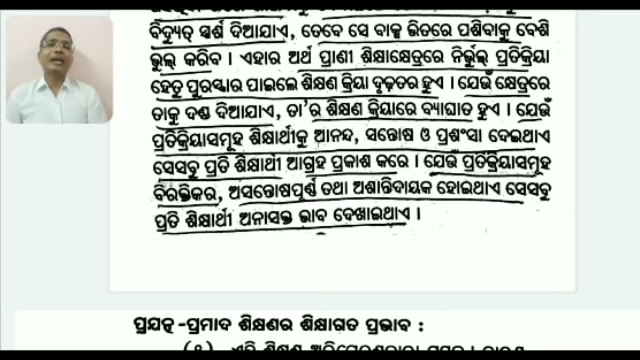 ବିଦ୍ୟୁତ୍ ସ୍ପର୍ଶ ଦିଆଯାଏ, ତେବେ ସେ ବାକ୍ସ ଭିତରେ ପଶିବାକୁ ବେଶି
ଭୁଲ୍ କରିବ । ଏହାର ଅର୍ଥ ପ୍ରାଣୀ ଶିକ୍ଷାକ୍ଷେତ୍ରରେ ନିର୍ଭୁଲ୍ ପ୍ରତିକ୍ରିୟା
ହେତୁ ପୁରସ୍କାର ପାଇଲେ ଶିକ୍ଷଣ କ୍ରିୟା ଦୃଢ଼ତର ହୁଏ । ଯେଉଁ କ୍ଷେତ୍ରରେ
ତାକୁ ଦଣ୍ଡ ଦିଆଯାଏ, ତା'ର ଶିକ୍ଷଣ କ୍ରିୟାରେ ବ୍ୟାଘାତ ହୁଏ । ଯେଉଁ
ପ୍ରତିକ୍ରିୟାସମୂହ ଶିକ୍ଷାର୍ଥୀକୁ ଆନନ୍ଦ, ସନ୍ତୋଷ ଓ ପ୍ରଶଂସା ଦେଇଥାଏ
ସେସବୁ ପ୍ରତି ଶିକ୍ଷାର୍ଥୀ ଆଗ୍ରହ ପ୍ରକାଶ କରେ । ଯେଉଁ ପ୍ରତିକ୍ରିୟାସମୂହ
ବିରକ୍ତିକର, ଅସନ୍ତୋଷପୂର୍ଣ୍ଣ ତଥା ଅଶାନ୍ତିଦାୟକ ହୋଇଥାଏ ସେସବୁ
ପ୍ରତି ଶିକ୍ଷାର୍ଥୀ ଅନାସକ୍ତ ଭାବ ଦେଖାଇଥାଏ ।
ପ୍ରଯତ୍ନ-ପ୍ରମାଦ ଶିକ୍ଷଣର ଶିକ୍ଷାଗତ ପ୍ରଭାବ :